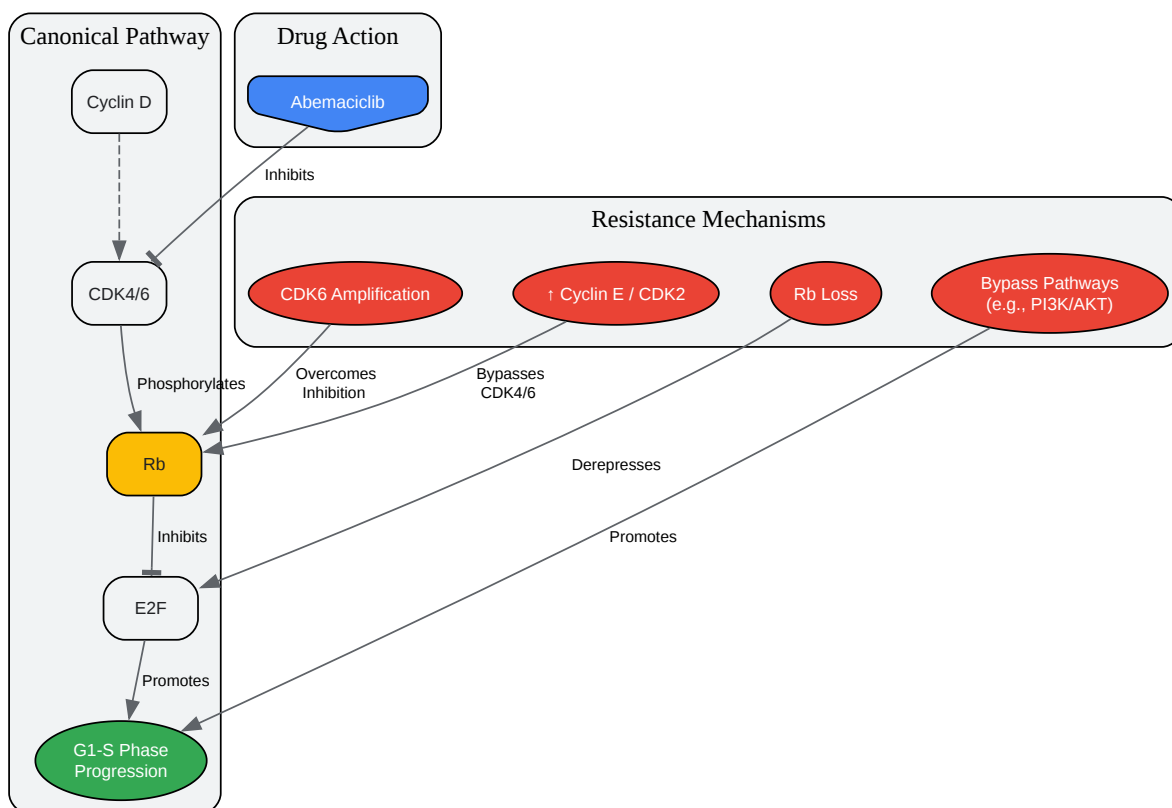 Canonical Pathway
Drug Action
Cyclin D
Abemaciclib
Inhibits
Resistance Mechanisms
CDK4/6
CDK6 Amplification
↑ Cyclin E / CDK2
Rb Loss
Bypass Pathways
(e.g., PI3K/AKT)
Phosphorylates
Overcomes
Inhibition
Bypasses
CDK4/6
Rb
Derepresses
Inhibits
Promotes
E2F
Promotes
G1-S Phase
Progression